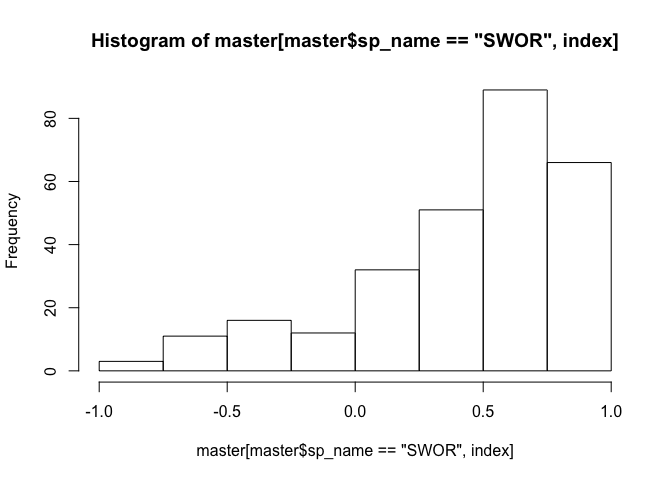 Histogram of master[master$sp_name == "SWOR", index]
Frequency
80
60
40
20
0
-1.0 -0.5 0.0 0.5 1.0
master[master$sp_name == "SWOR", index]